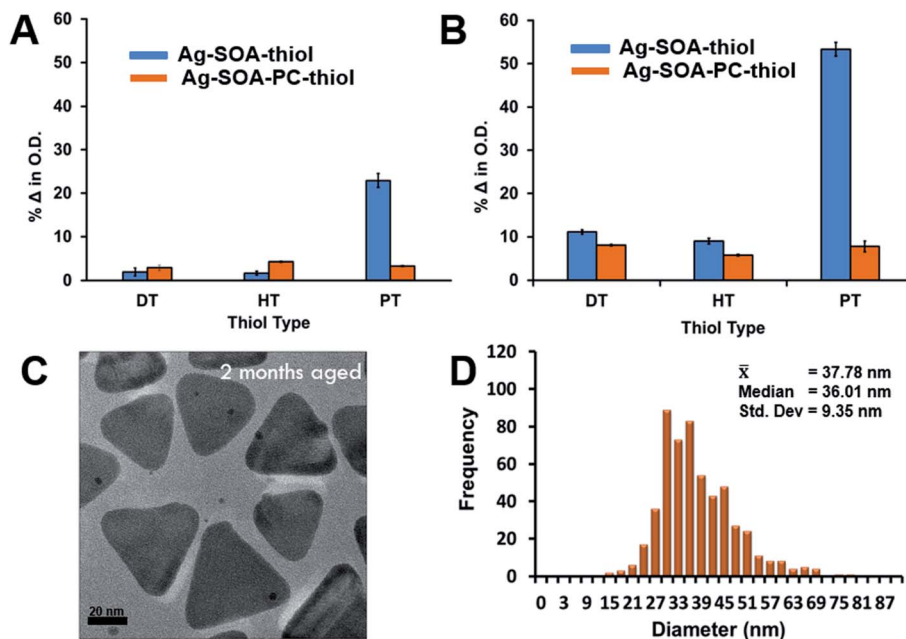 A
Ag-SOA-thiol
Ag-SOA-PC-thiol
% Δ in O.D.
60
50
40
30
20
10
0
DT HT PT
Thiol Type
B
Ag-SOA-thiol
Ag-SOA-PC-thiol
% Δ in O.D.
60
50
40
30
20
10
0
DT HT PT
Thiol Type
C
2 months aged
20 nm
D
x̄ = 37.78 nm
Median = 36.01 nm
Std. Dev = 9.35 nm
Frequency
120
100
80
60
40
20
0
0 3 9 15 21 27 33 39 45 51 57 63 69 75 81 87
Diameter (nm)